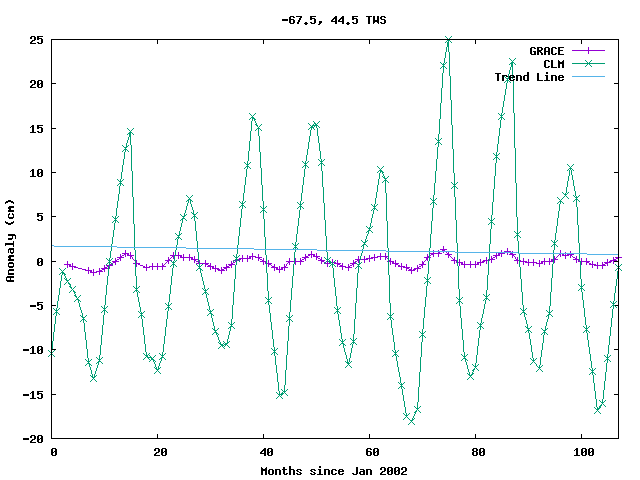 -67.5, 44.5 TWS
25
20
15
10
5
0
-5
-10
-15
-20
Anomaly (cm)
GRACE
CLM
Trend Line
0 20 40 60 80 100
Months since Jan 2002